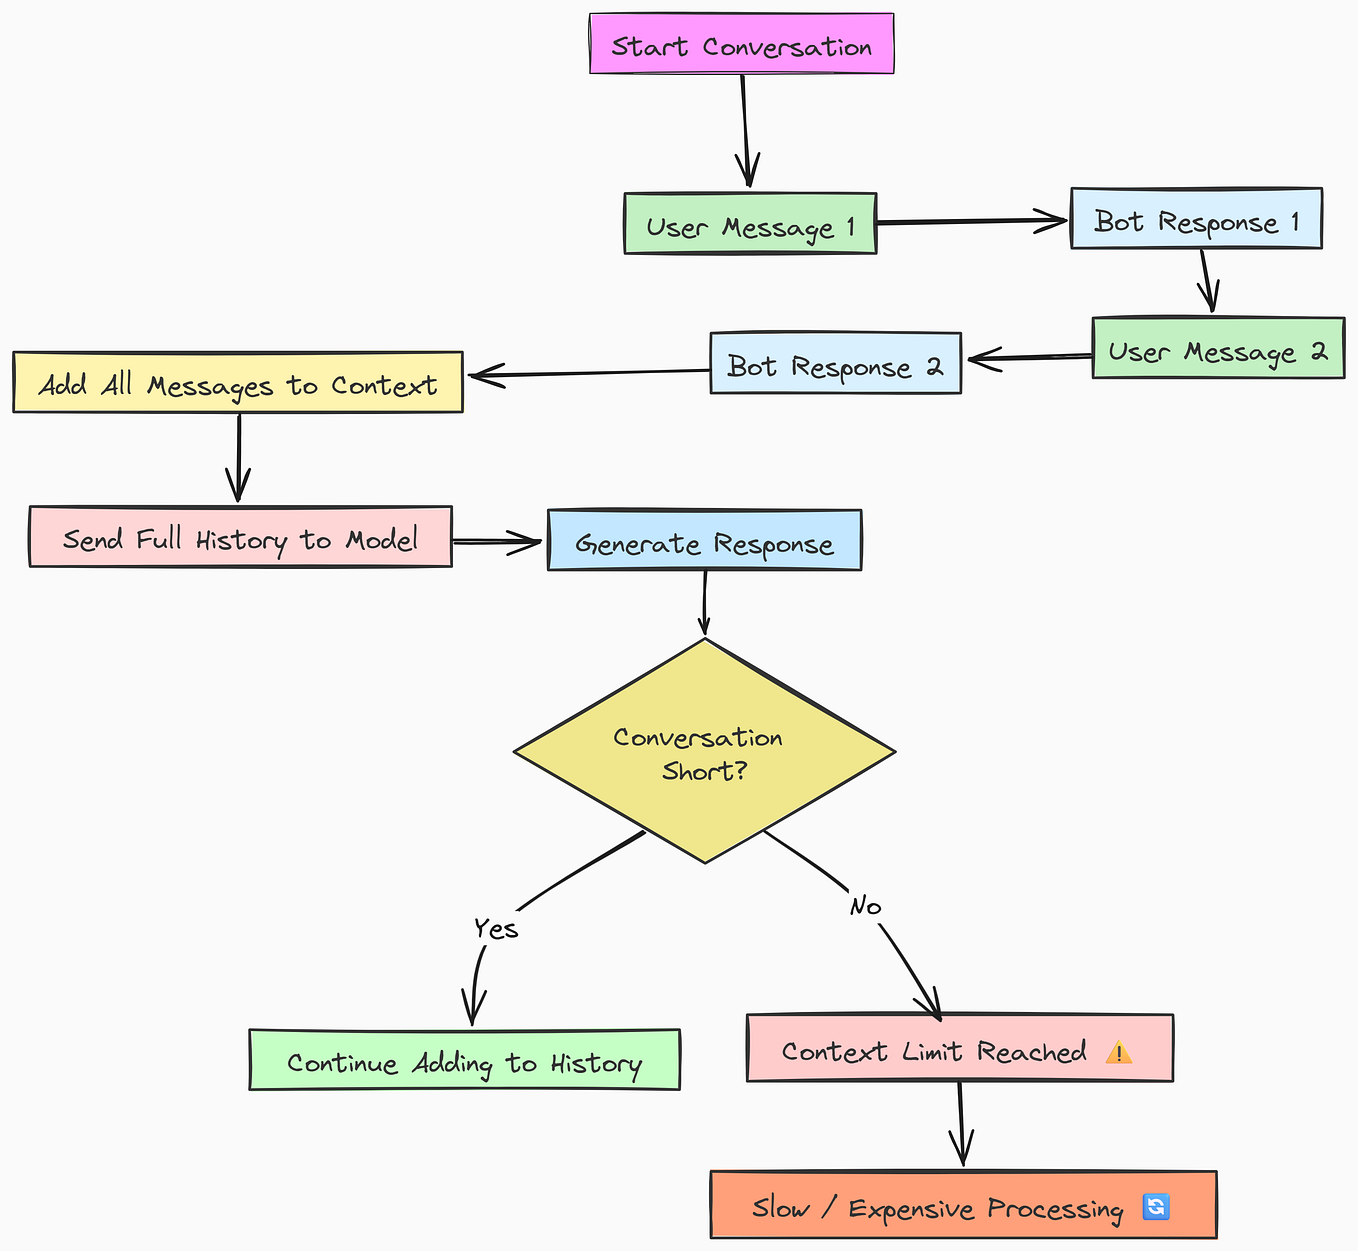 Start Conversation
User Message 1
Bot Response 1
User Message 2
Bot Response 2
Add All Messages to Context
Send Full History to Model
Generate Response
Conversation
Short?
Yes
No
Continue Adding to History
Context Limit Reached ⚠️
Slow / Expensive Processing 🔄